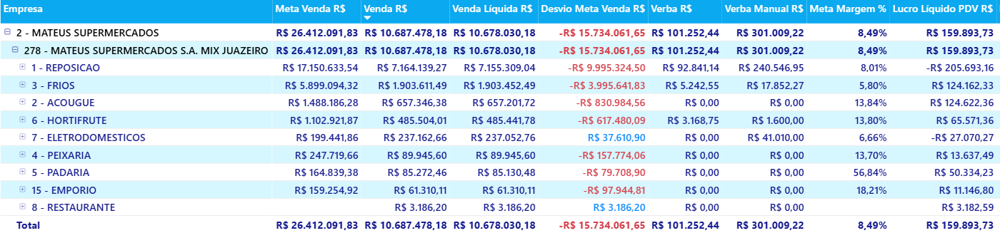 Empresa Meta Venda R$ Venda R$ Venda Líquida R$ Desvio Meta Venda R$ Verba R$ Verba Manual R$ Meta Margem % Lucro Líquido PDV R$
2 - MATEUS SUPERMERCADOS R$ 26.412.091,83 R$ 10.687.478,18 R$ 10.678.030,18 -R$ 15.734.061,65 R$ 101.252,44 R$ 301.009,22 8,49% R$ 159.893,73
278 - MATEUS SUPERMERCADOS S.A. MIX JUAZEIRO R$ 26.412.091,83 R$ 10.687.478,18 R$ 10.678.030,18 -R$ 15.734.061,65 R$ 101.252,44 R$ 301.009,22 8,49% R$ 159.893,73
1 - REPOSICAO R$ 17.150.633,54 R$ 7.164.139,27 R$ 7.155.309,04 -R$ 9.995.324,50 R$ 92.841,14 R$ 240.546,95 8,01% -R$ 205.693,16
3 - FRIOS R$ 5.899.094,32 R$ 1.903.611,49 R$ 1.903.452,49 -R$ 3.995.641,83 R$ 5.242,55 R$ 17.852,27 5,80% R$ 124.162,33
2 - ACOUGUE R$ 1.488.186,28 R$ 657.346,38 R$ 657.201,72 -R$ 830.984,56 R$ 0,00 R$ 0,00 13,84% R$ 124.622,36
6 - HORTIFRUTE R$ 1.102.921,87 R$ 485.504,01 R$ 485.441,78 -R$ 617.480,09 R$ 3.168,75 R$ 1.600,00 13,80% R$ 65.571,36
7 - ELETRODOMESTICOS R$ 199.441,86 R$ 237.162,66 R$ 237.052,76 R$ 37.610,90 R$ 0,00 R$ 41.010,00 6,66% -R$ 27.070,27
4 - PEIXARIA R$ 247.719,66 R$ 89.945,60 R$ 89.945,60 -R$ 157.774,06 R$ 0,00 R$ 0,00 13,70% R$ 13.637,49
5 - PADARIA R$ 164.839,38 R$ 85.272,46 R$ 85.130,48 -R$ 79.708,90 R$ 0,00 R$ 0,00 56,84% R$ 50.334,23
15 - EMPORIO R$ 159.254,92 R$ 61.310,11 R$ 61.310,11 -R$ 97.944,81 R$ 0,00 R$ 0,00 18,21% R$ 11.146,80
8 - RESTAURANTE R$ 3.186,20 R$ 3.186,20 R$ 3.186,20 R$ 0,00 R$ 0,00 R$ 3.182,59
Total R$ 26.412.091,83 R$ 10.687.478,18 R$ 10.678.030,18 -R$ 15.734.061,65 R$ 101.252,44 R$ 301.009,22 8,49% R$ 159.893,73